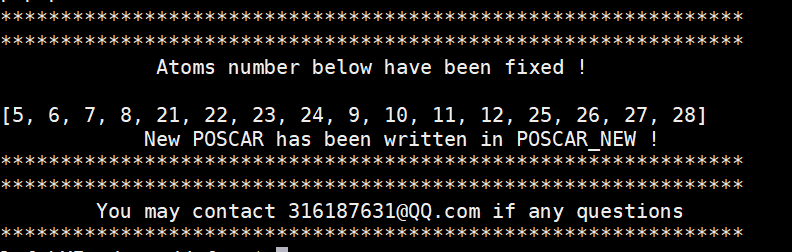 **************************************************************
**************************************************************
Atoms number below have been fixed !
[5, 6, 7, 8, 21, 22, 23, 24, 9, 10, 11, 12, 25, 26, 27, 28]
New POSCAR has been written in POSCAR_NEW !
**************************************************************
**************************************************************
You may contact 316187631@QQ.com if any questions
**************************************************************